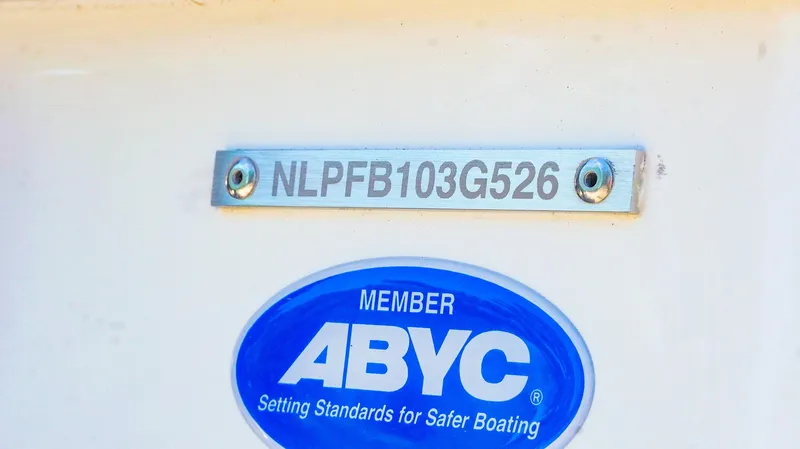 NLPFB103G526
MEMBER
ABYC®
Setting Standards for Safer Boating